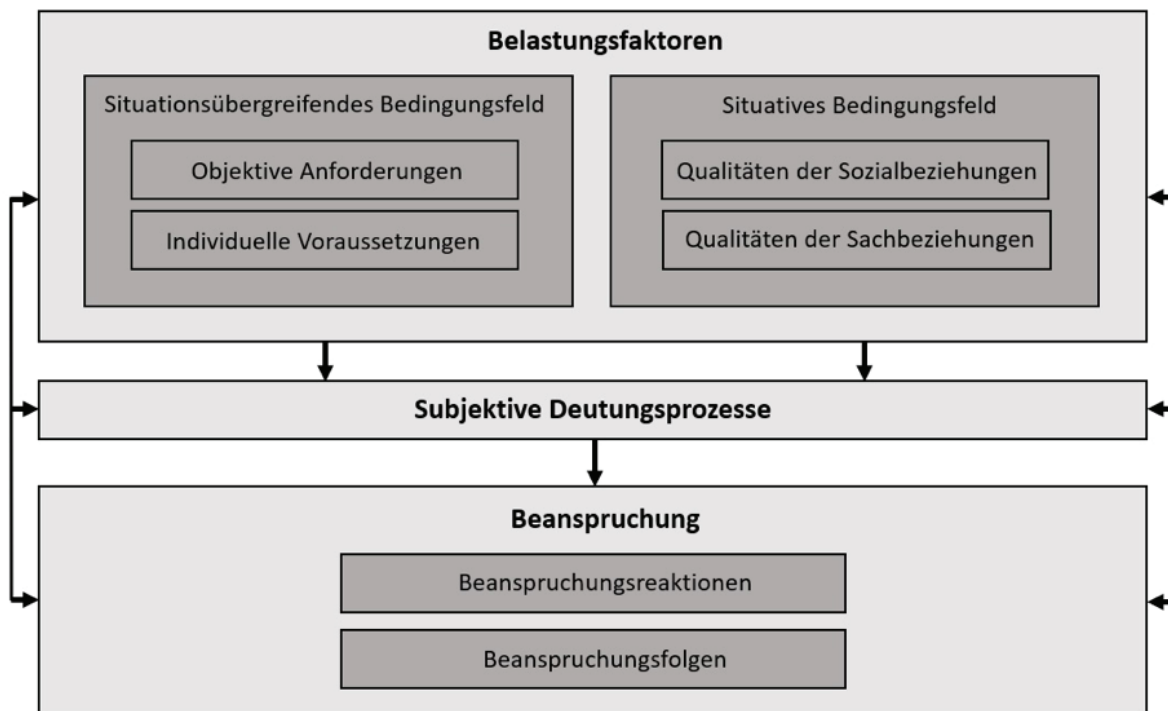 Belastungsfaktoren
Situationsübergreifendes Bedingungsfeld
Objektive Anforderungen
Individuelle Voraussetzungen
Situatives Bedingungsfeld
Qualitäten der Sozialbeziehungen
Qualitäten der Sachbeziehungen
Subjektive Deutungsprozesse
Beanspruchung
Beanspruchungsreaktionen
Beanspruchungsfolgen